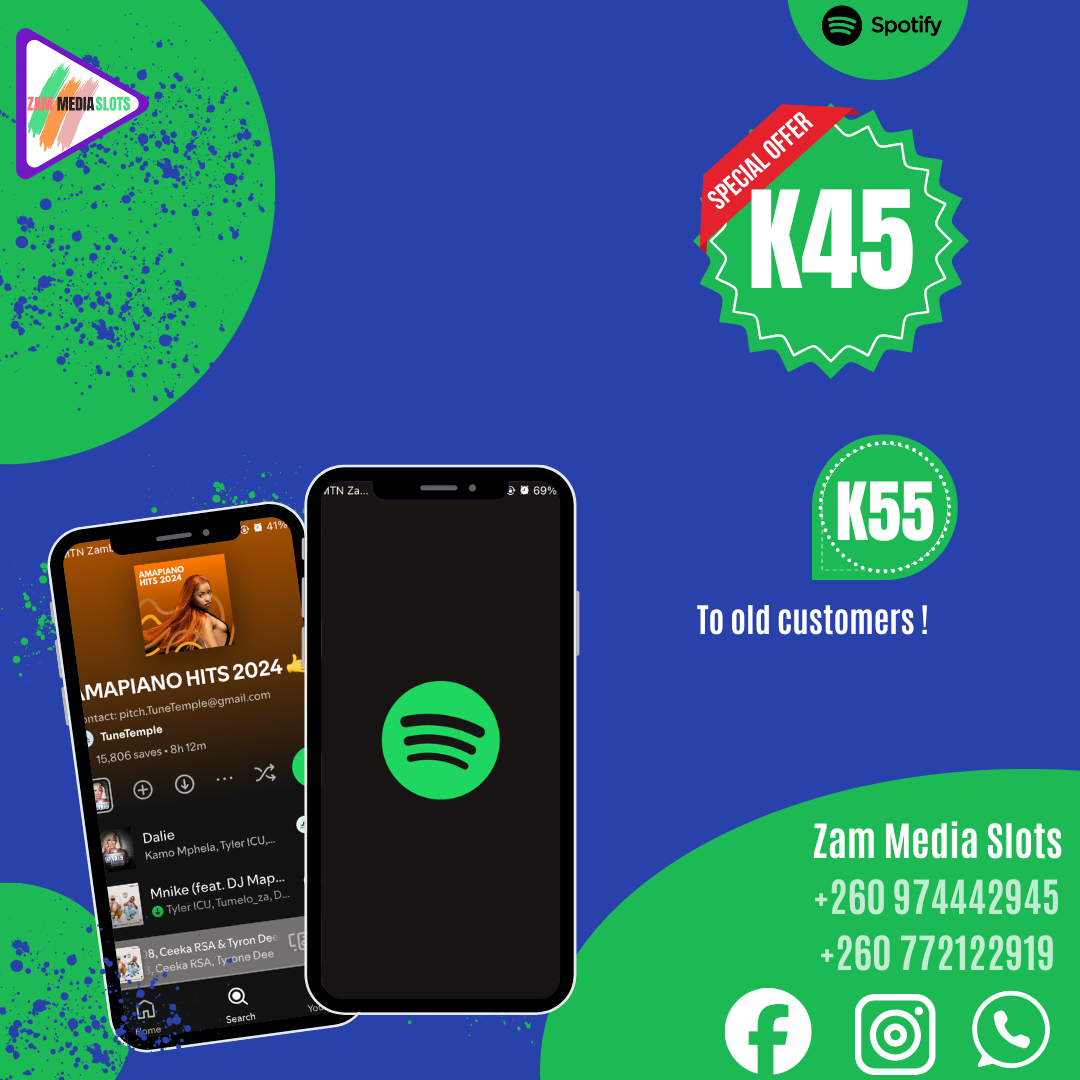 Spotify
ZAM MEDIA SLOTS
SPECIAL OFFER
K45
K55
To old customers !
MTN Za...
69%
41%
AMAPIANO
HITS 2024
AMAPIANO HITS 2024 🤙
ontact: pitch.TuneTemple@gmail.com
TuneTemple
15,806 saves • 8h 12m
Dalie
Kamo Mphela, Tyler ICU,...
Mnike (feat. DJ Map...
Tyler ICU, Tumelo_za, D...
8, Ceeka RSA & Tyron Dee
8, Ceeka RSA, Tyrone Dee
Home
Search
You
Zam Media Slots
+260 974442945
+260 772122919